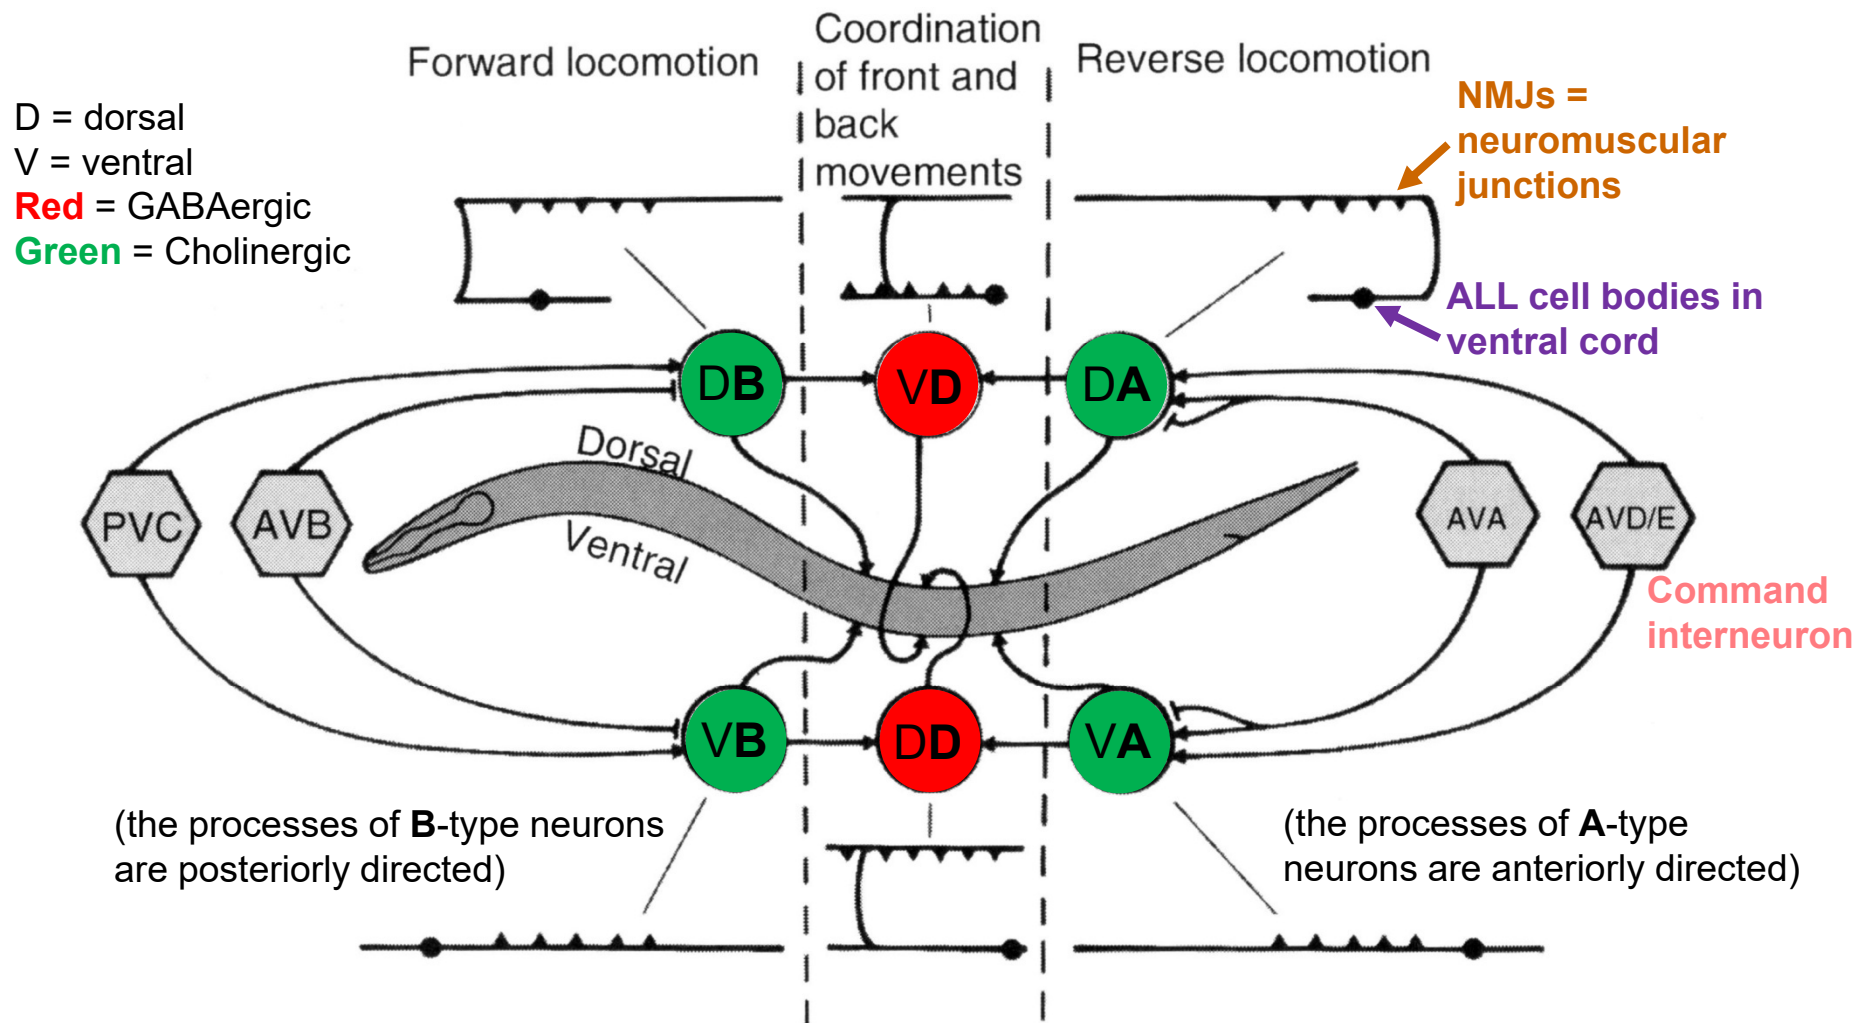 Forward locomotion
Coordination
of front and
back
movements
Reverse locomotion
D = dorsal
V = ventral
Red = GABAergic
Green = Cholinergic
NMJs =
neuromuscular
junctions
ALL cell bodies in
ventral cord
DB
VD
DA
Dorsal
Ventral
PVC
AVB
AVA
AVD/E
Command
interneuron
VB
DD
VA
(the processes of B-type neurons
are posteriorly directed)
(the processes of A-type
neurons are anteriorly directed)